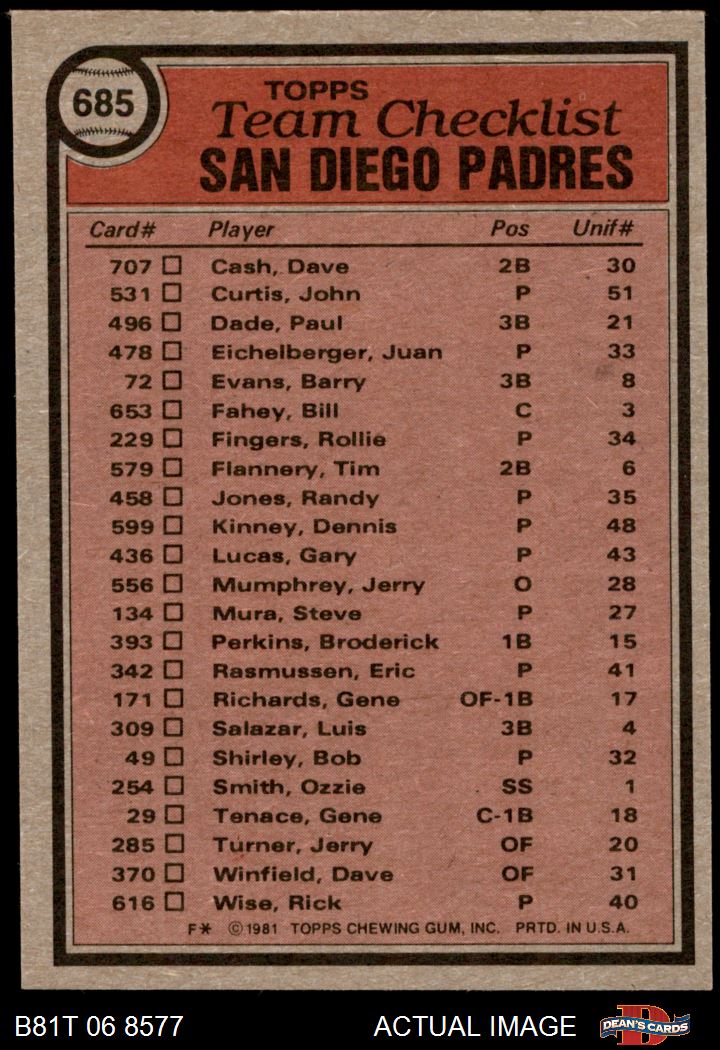 685
TOPPS
Team Checklist
SAN DIEGO PADRES
Card# Player Pos Unif#
707 Cash, Dave 2B 30
531 Curtis, John P 51
496 Dade, Paul 3B 21
478 Eichelberger, Juan P 33
72 Evans, Barry 3B 8
653 Fahey, Bill C 3
229 Fingers, Rollie P 34
579 Flannery, Tim 2B 6
458 Jones, Randy P 35
599 Kinney, Dennis P 48
436 Lucas, Gary P 43
556 Mumphrey, Jerry O 28
134 Mura, Steve P 27
393 Perkins, Broderick 1B 15
342 Rasmussen, Eric P 41
171 Richards, Gene OF-1B 17
309 Salazar, Luis 3B 4
49 Shirley, Bob P 32
254 Smith, Ozzie SS 1
29 Tenace, Gene C-1B 18
285 Turner, Jerry OF 20
370 Winfield, Dave OF 31
616 Wise, Rick P 40
F* ©1981 TOPPS CHEWING GUM, INC. PRTD. IN U.S.A.
B81T 06 8577 ACTUAL IMAGE DEAN'S CARDS